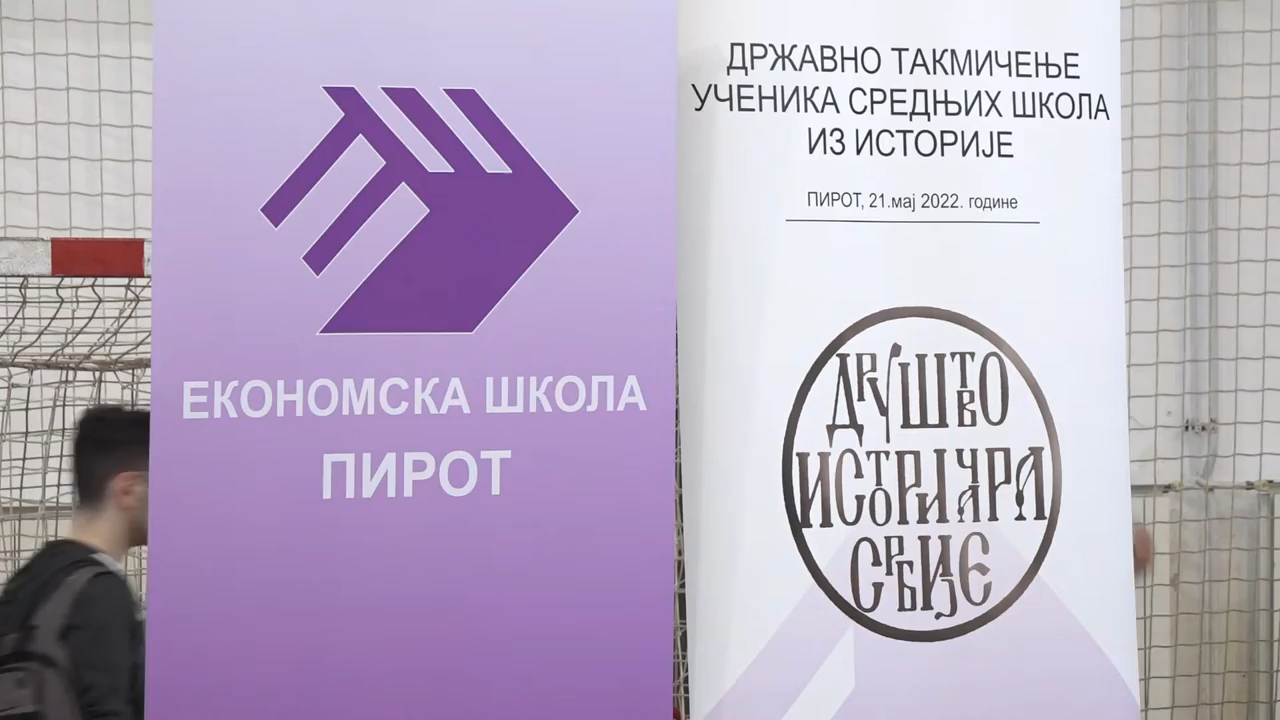 ЕКОНОМСКА ШКОЛА
ПИРОТ
ДРЖАВНО ТАКМИЧЕЊЕ
УЧЕНИКА СРЕДЊИХ ШКОЛА
ИЗ ИСТОРИЈЕ
ПИРОТ, 21.мај 2022. године
ДРУШТВО
ИСТОРИЧАРА
СРБИЈЕ